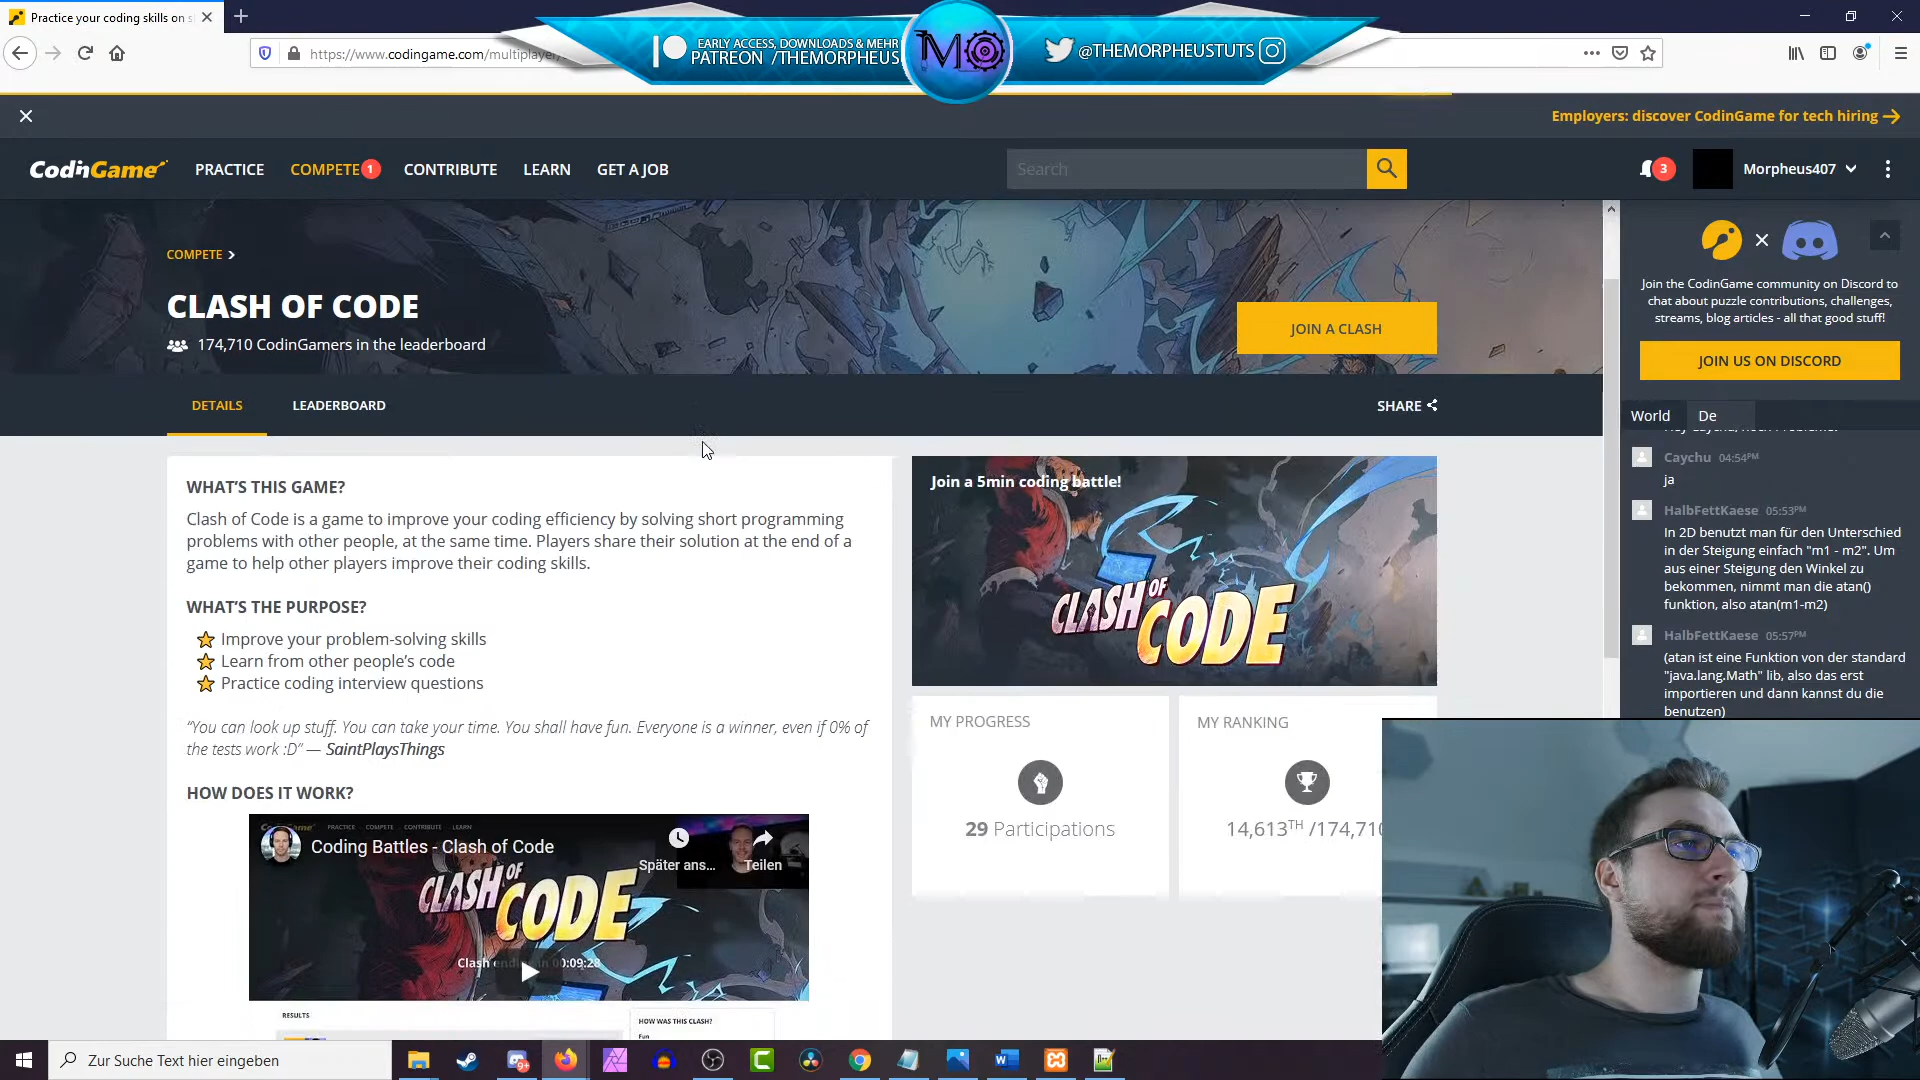 Practice your coding skills on s
EARLY ACCESS, DOWNLOADS & MEHR
PATREON /THEMORPHEUS
MO
@THEMORPHEUSTUTS
https://www.codingame.com/multiplayer/
Employers: discover CodinGame for tech hiring
CodinGame
PRACTICE
COMPETE 1
CONTRIBUTE
LEARN
GET A JOB
Search
3
Morpheus407
COMPETE
CLASH OF CODE
174,710 CodinGamers in the leaderboard
JOIN A CLASH
Join the CodinGame community on Discord to
chat about puzzle contributions, challenges,
streams, blog articles - all that good stuff!
JOIN US ON DISCORD
DETAILS
LEADERBOARD
SHARE
World
De
Caychu 04:54PM
ja
HalbFettKaese 05:53PM
In 2D benutzt man für den Unterschied
in der Steigung einfach "m1 - m2". Um
aus einer Steigung den Winkel zu
bekommen, nimmt man die atan()
funktion, also atan(m1-m2)
HalbFettKaese 05:57PM
(atan ist eine Funktion von der standard
"java.lang.Math" lib, also das erst
importieren und dann kannst du die
benutzen)
WHAT'S THIS GAME?
Clash of Code is a game to improve your coding efficiency by solving short programming
problems with other people, at the same time. Players share their solution at the end of a
game to help other players improve their coding skills.
WHAT'S THE PURPOSE?
Improve your problem-solving skills
Learn from other people's code
Practice coding interview questions
“You can look up stuff. You can take your time. You shall have fun. Everyone is a winner, even if 0% of
the tests work :D” — SaintPlaysThings
HOW DOES IT WORK?
Coding Battles - Clash of Code
Später ans...
Teilen
CLASH OF CODE
RESULTS
HOW WAS THIS CLASH?
Fun
Join a 5min coding battle!
CLASH OF CODE
MY PROGRESS
29 Participations
MY RANKING
14,613TH /174,710
Zur Suche Text hier eingeben